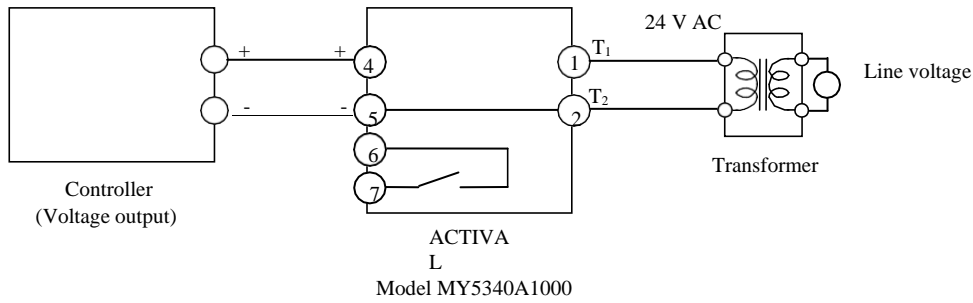 24 V AC
+ + 4 1 T1
Line voltage
- - 5 2 T2
6
7
Transformer
Controller
(Voltage output)
ACTIVA
L
Model MY5340A1000